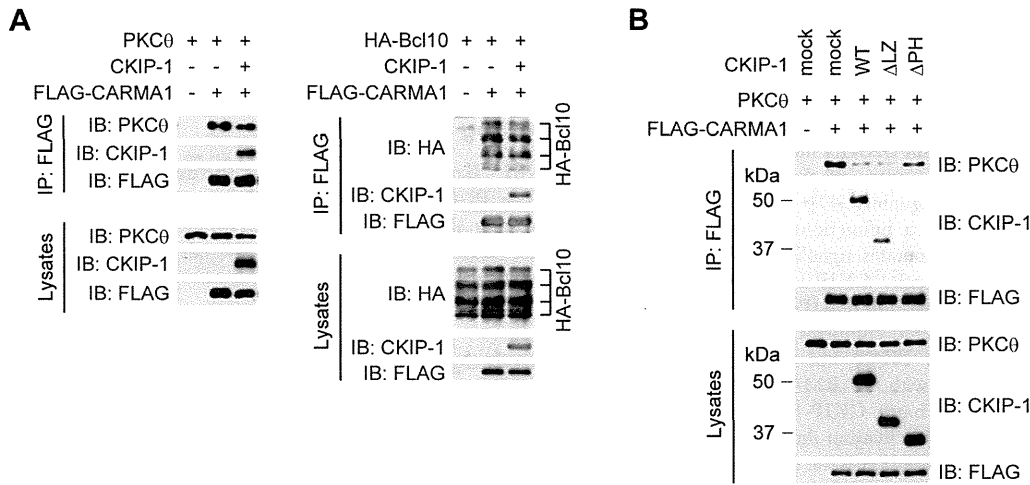 A
PKCθ + + +
CKIP-1 +
FLAG-CARMA1 - + +
IP: FLAG
IB: PKCθ
IB: CKIP-1
IB: FLAG
Lysates
IB: PKCθ
IB: CKIP-1
IB: FLAG
HA-Bcl10 + + +
CKIP-1 +
FLAG-CARMA1 - + +
IP: FLAG
IB: HA
HA-Bcl10
IB: CKIP-1
IB: FLAG
Lysates
IB: HA
HA-Bcl10
IB: CKIP-1
IB: FLAG
B
CKIP-1 mock mock WT ΔLZ ΔPH
PKCθ + + + + +
FLAG-CARMA1 - + + + +
IP: FLAG
IB: PKCθ
kDa
50 –
37 –
IB: CKIP-1
IB: FLAG
Lysates
IB: PKCθ
kDa
50 –
37 –
IB: CKIP-1
IB: FLAG